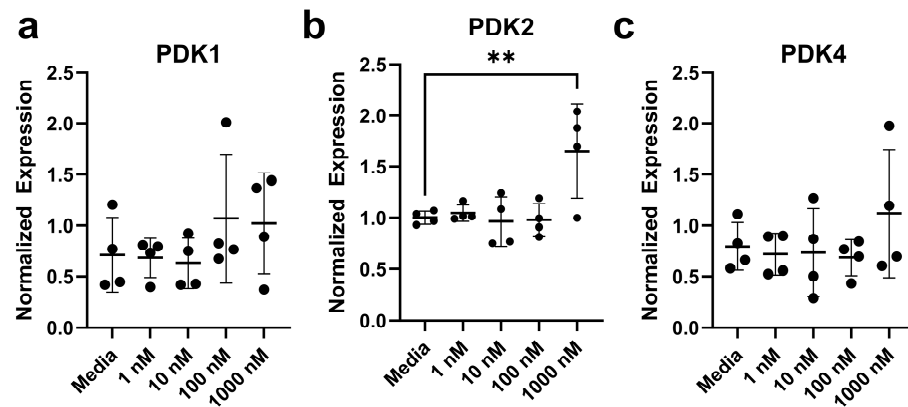 a
PDK1
Normalized Expression
2.5
2.0
1.5
1.0
0.5
0.0
Media
1 nM
10 nM
100 nM
1000 nM
b
PDK2
**
Normalized Expression
2.5
2.0
1.5
1.0
0.5
0.0
Media
1 nM
10 nM
100 nM
1000 nM
c
PDK4
Normalized Expression
2.5
2.0
1.5
1.0
0.5
0.0
Media
1 nM
10 nM
100 nM
1000 nM